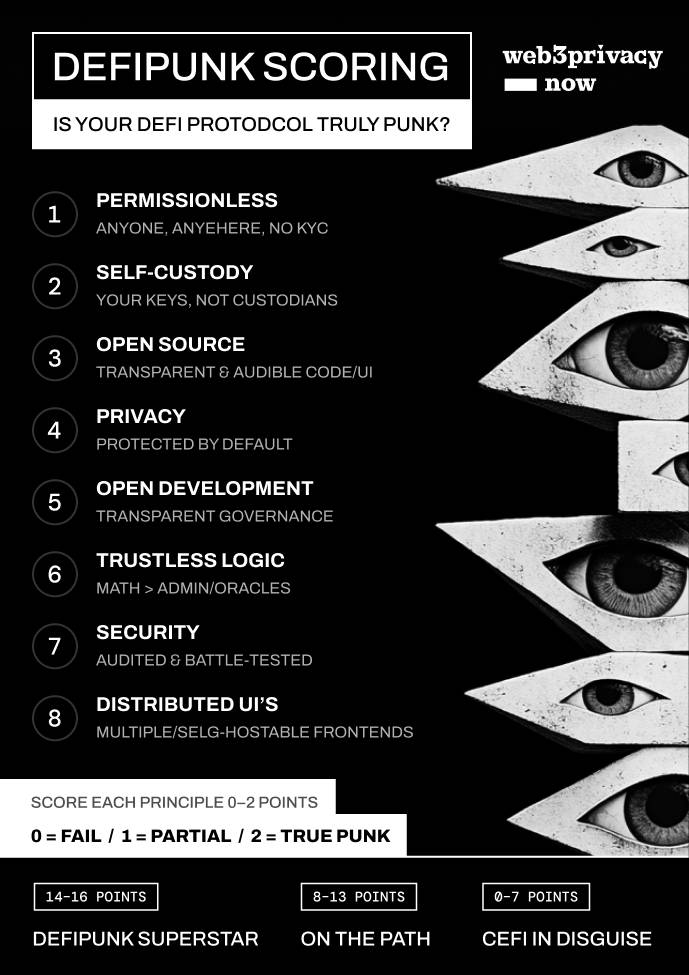 DEFIPUNK SCORING
web3privacy
now
IS YOUR DEFI PROTODCOL TRULY PUNK?
1
PERMISSIONLESS
ANYONE, ANYEHERE, NO KYC
2
SELF-CUSTODY
YOUR KEYS, NOT CUSTODIANS
3
OPEN SOURCE
TRANSPARENT & AUDIBLE CODE/UI
4
PRIVACY
PROTECTED BY DEFAULT
5
OPEN DEVELOPMENT
TRANSPARENT GOVERNANCE
6
TRUSTLESS LOGIC
MATH > ADMIN/ORACLES
7
SECURITY
AUDITED & BATTLE-TESTED
8
DISTRIBUTED UI'S
MULTIPLE/SELG-HOSTABLE FRONTENDS
SCORE EACH PRINCIPLE 0–2 POINTS
0 = FAIL / 1 = PARTIAL / 2 = TRUE PUNK
14–16 POINTS
DEFIPUNK SUPERSTAR
8–13 POINTS
ON THE PATH
0–7 POINTS
CEFI IN DISGUISE